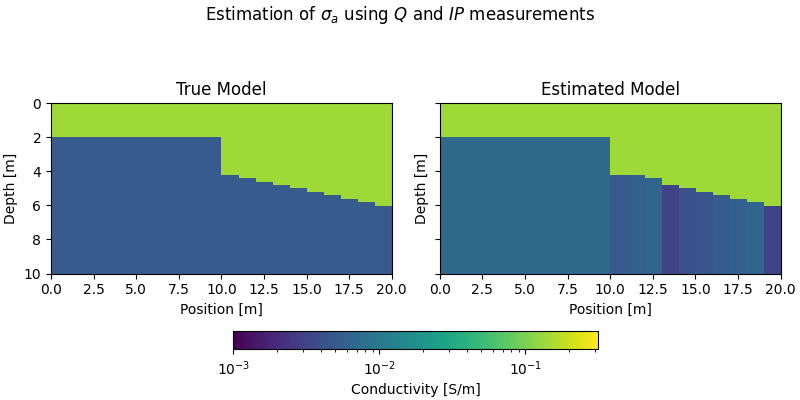 Estimation of σₐ using Q and IP measurements
True Model
Estimated Model
0
2
4
6
8
10
Depth [m]
Depth [m]
0.0 2.5 5.0 7.5 10.0 12.5 15.0 17.5 20.0
0.0 2.5 5.0 7.5 10.0 12.5 15.0 17.5 20.0
Position [m]
Position [m]
10⁻³ 10⁻² 10⁻¹
Conductivity [S/m]